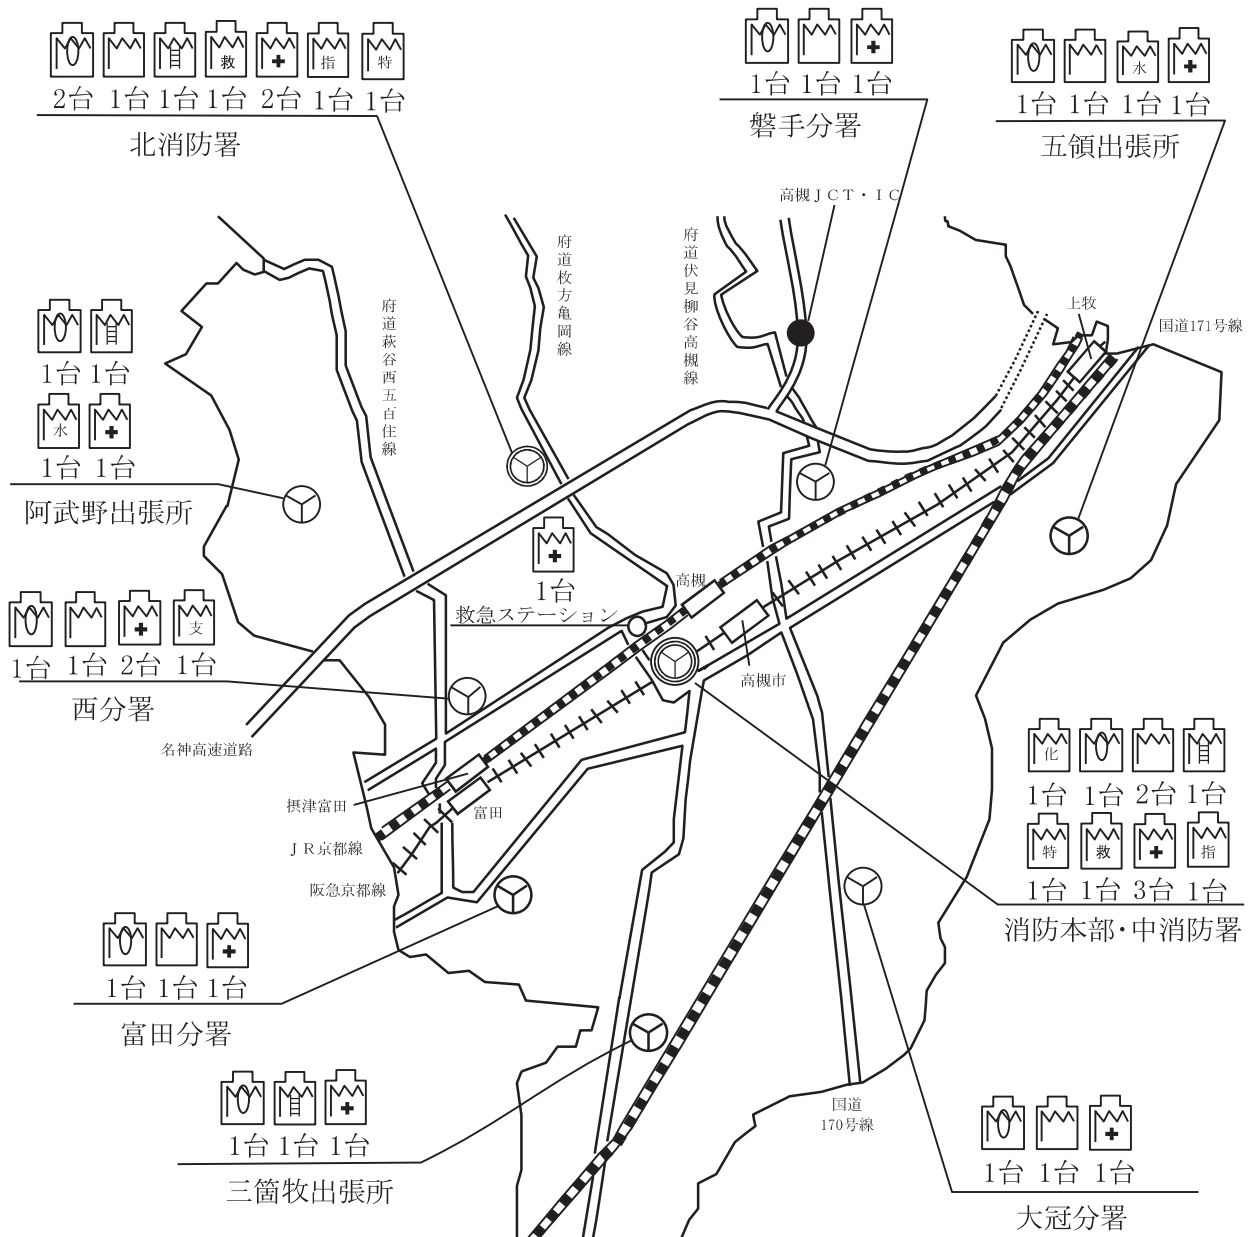 救 指 特
2台 1台 1台 1台 2台 1台 1台
北消防署
1台 1台 1台
磐手分署
水
1台 1台 1台 1台
五領出張所
高槻JCT・IC
府道枚方亀岡線
府道伏見柳谷高槻線
府道萩谷西五百住線
上牧
国道171号線
1台 1台
水
1台 1台
阿武野出張所
1台
救急ステーション
高槻
高槻市
支
1台 1台 2台 1台
西分署
名神高速道路
摂津富田
富田
JR京都線
阪急京都線
化
1台 1台 2台 1台
特 救 指
1台 1台 3台 1台
消防本部・中消防署
1台 1台 1台
富田分署
1台 1台 1台
三箇牧出張所
国道
170号線
1台 1台 1台
大冠分署